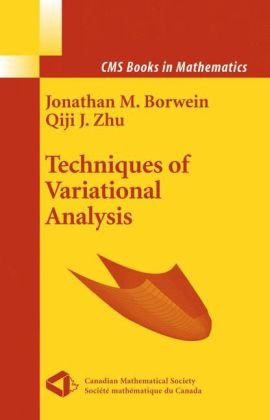 CMS Books in Mathematics
Jonathan M. Borwein
Qiji J. Zhu
Techniques of
Variational
Analysis
Canadian Mathematical Society
Société mathématique du Canada